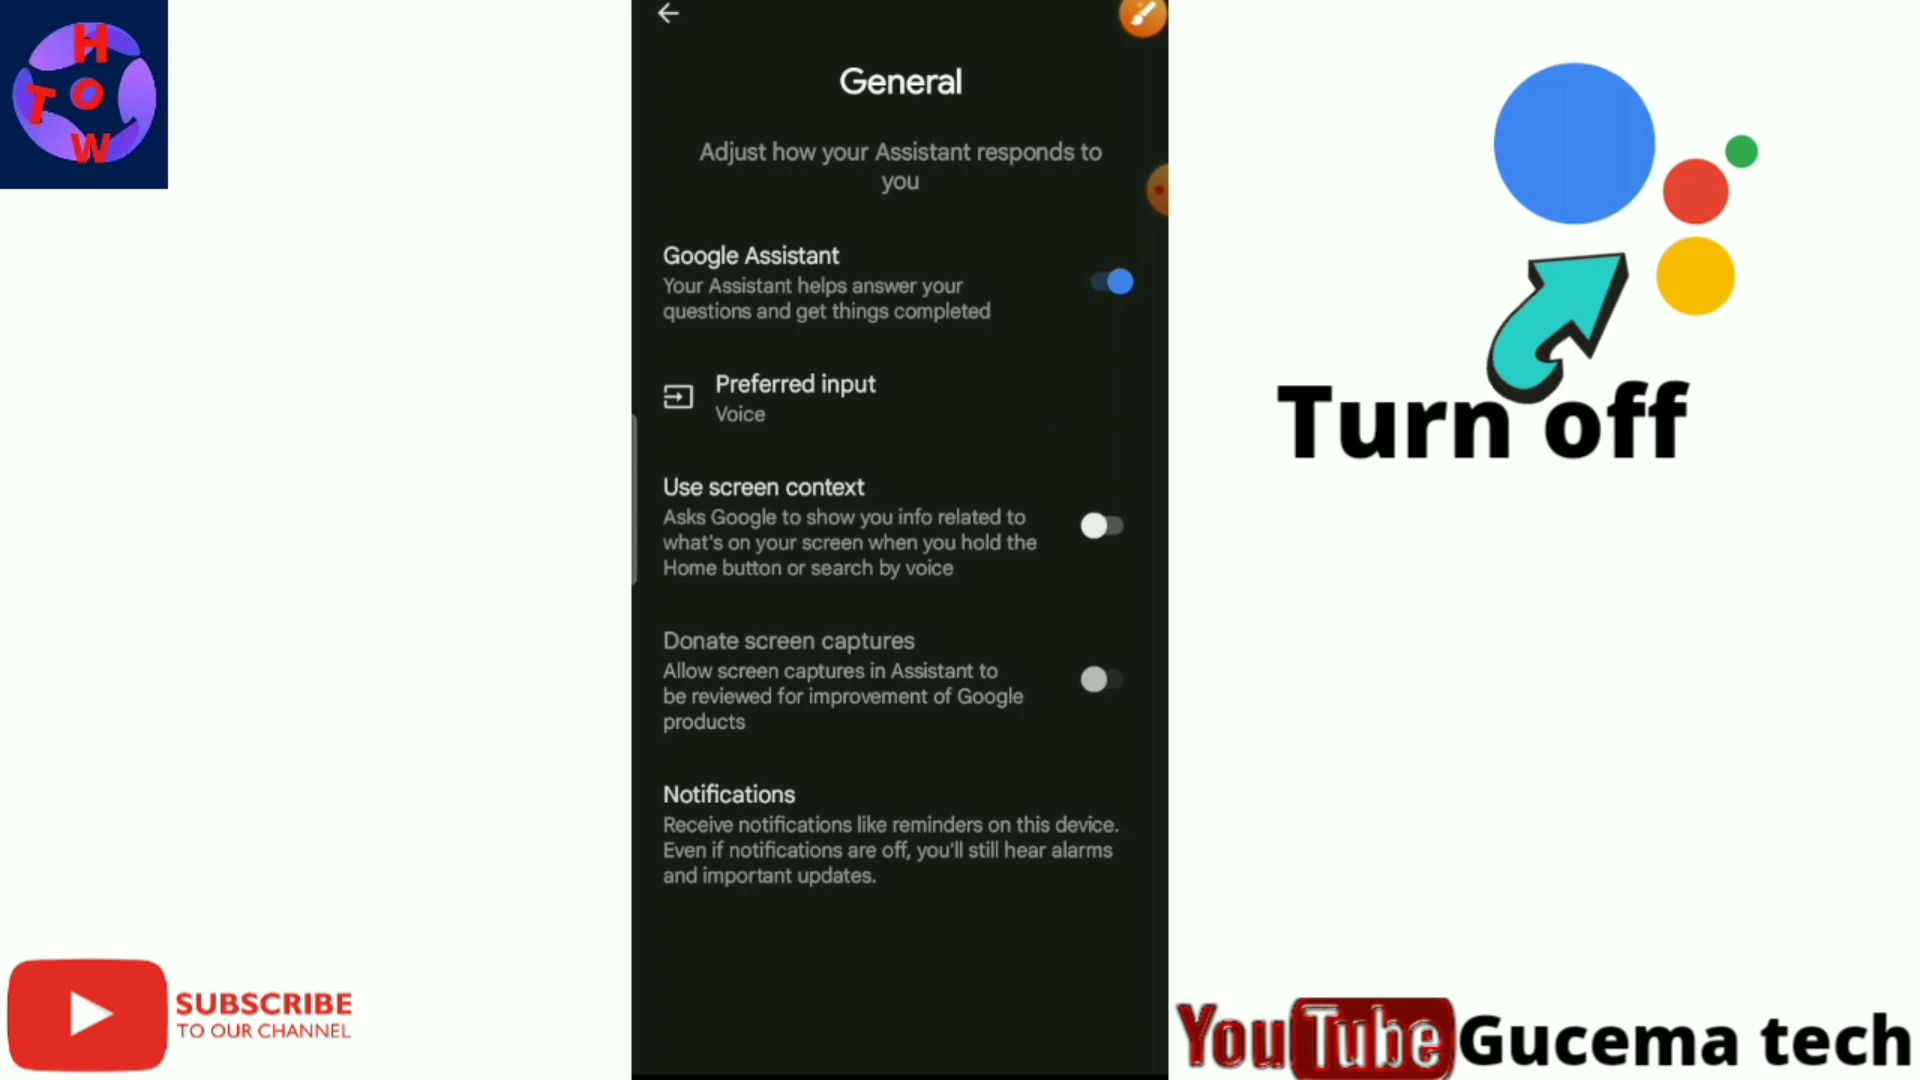 H
T O
W
General
Adjust how your Assistant responds to
you
Google Assistant
Your Assistant helps answer your
questions and get things completed
Preferred input
Voice
Use screen context
Asks Google to show you info related to
what's on your screen when you hold the
Home button or search by voice
Donate screen captures
Allow screen captures in Assistant to
be reviewed for improvement of Google
products
Notifications
Receive notifications like reminders on this device.
Even if notifications are off, you'll still hear alarms
and important updates.
Turn off
SUBSCRIBE
TO OUR CHANNEL
YouTube Gucema tech